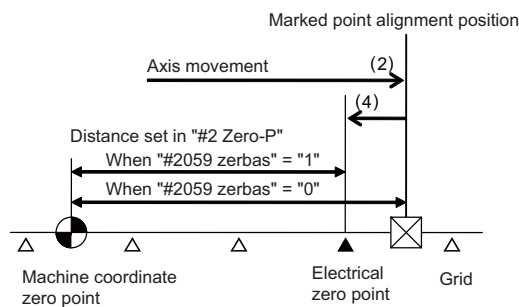 Marked point alignment position
Axis movement
(2)
(4)
Distance set in "#2 Zero-P"
When "#2059 zerbas" = "1"
When "#2059 zerbas" = "0"
Machine coordinate
zero point
Electrical
zero point
Grid